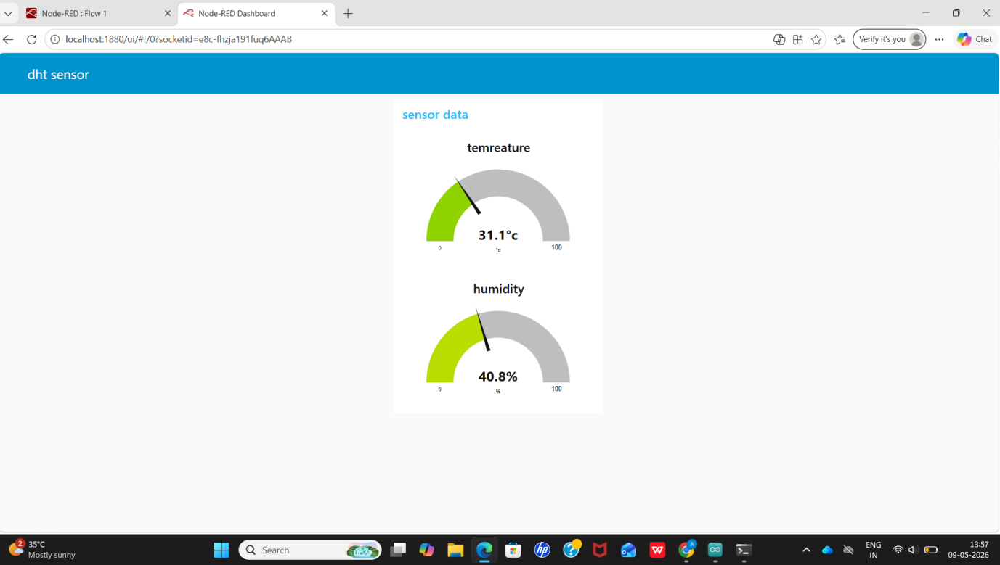 Node-RED : Flow 1
Node-RED Dashboard
localhost:1880/ui/#!/0?socketid=e8c-fhzja191fuq6AAAB
Verify it's you
Chat
dht sensor
sensor data
temreature
31.1°c
0
°c
100
humidity
40.8%
0
%
100
2
35°C
Mostly sunny
Search
hp
?
W
A
ENG
IN
13:57
09-05-2026